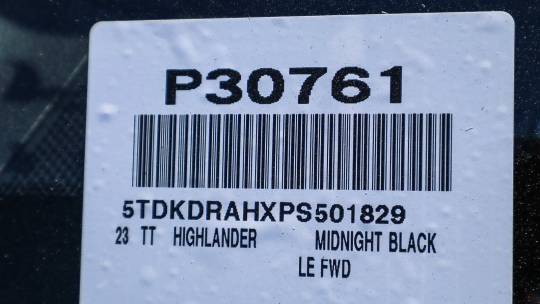 P30761
5TDKDRAHXPS501829
23 TT HIGHLANDER MIDNIGHT BLACK
LE FWD